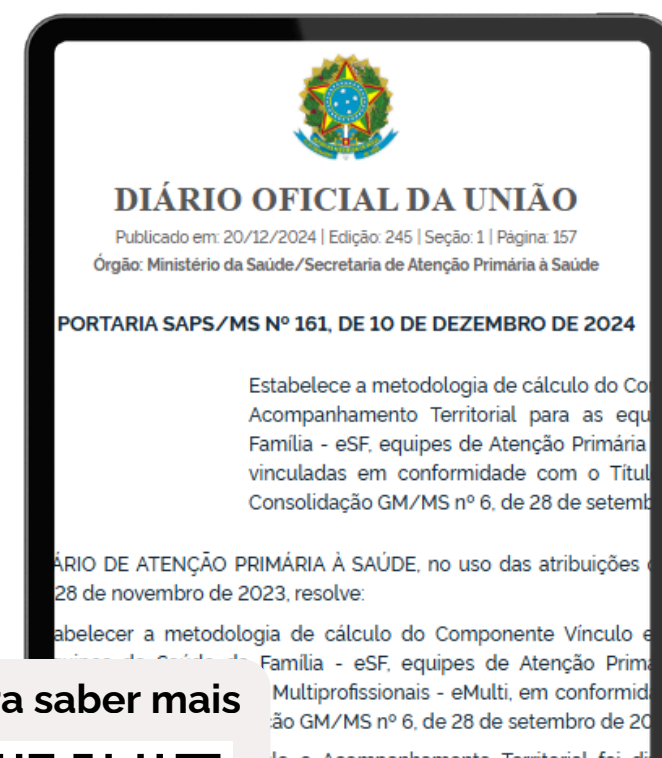 DIÁRIO OFICIAL DA UNIÃO
Publicado em: 20/12/2024 | Edição: 245 | Seção: 1 | Página: 157
Órgão: Ministério da Saúde/Secretaria de Atenção Primária à Saúde
PORTARIA SAPS/MS Nº 161, DE 10 DE DEZEMBRO DE 2024
Estabelece a metodologia de cálculo do Co
Acompanhamento Territorial para as equ
Família - eSF, equipes de Atenção Primária
vinculadas em conformidade com o Títul
Consolidação GM/MS nº 6, de 28 de setemb
ÁRIO DE ATENÇÃO PRIMÁRIA À SAÚDE, no uso das atribuições
28 de novembro de 2023, resolve:
abelecer a metodologia de cálculo do Componente Vínculo e
Família - eSF, equipes de Atenção Prima
Multiprofissionais - eMulti, em conformid
ão GM/MS nº 6, de 28 de setembro de 20
ra saber mais
Acompanhamento Territorial foi